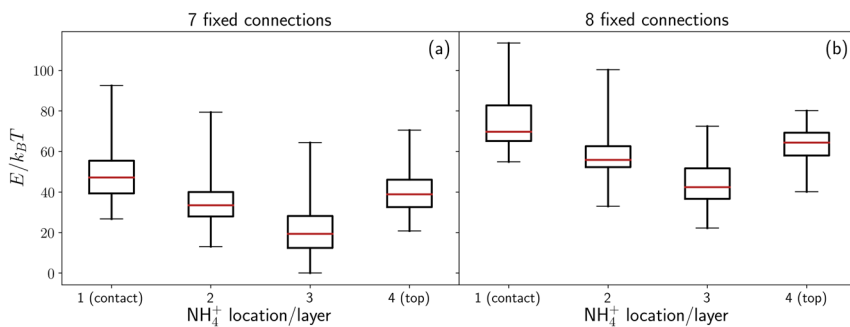 7 fixed connections
8 fixed connections
(a)
(b)
E/k_BT
100
80
60
40
20
0
1 (contact)
2
3
4 (top)
1 (contact)
2
3
4 (top)
NH₄⁺ location/layer
NH₄⁺ location/layer